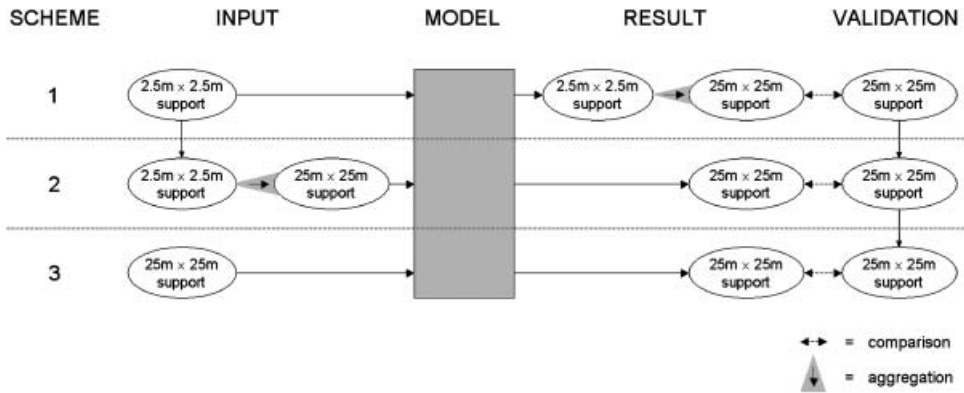 SCHEME INPUT MODEL RESULT VALIDATION
1
2.5m × 2.5m
support
2.5m × 2.5m
support
25m × 25m
support
25m × 25m
support
2
2.5m × 2.5m
support
25m × 25m
support
25m × 25m
support
25m × 25m
support
3
25m × 25m
support
25m × 25m
support
25m × 25m
support
= comparison
= aggregation